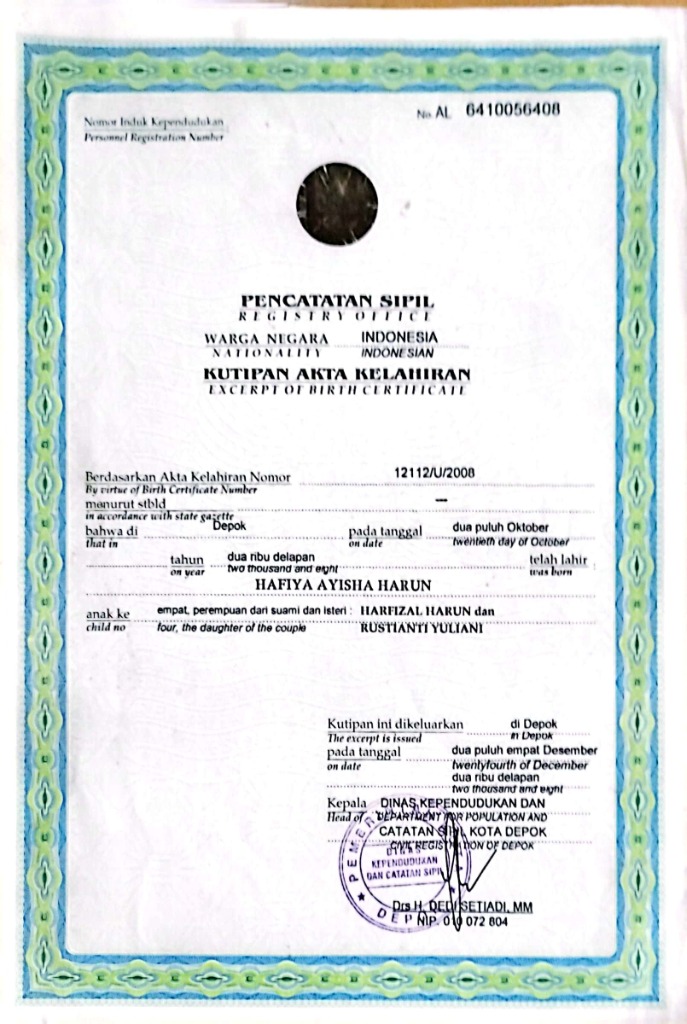 Nomor Induk Kependudukan
Personnel Registration Number
No. AL 6410056408
PENCATATAN SIPIL
REGISTRY OFFICE
WARGA NEGARA INDONESIA
NATIONALITY INDONESIAN
KUTIPAN AKTA KELAHIRAN
EXCERPT OF BIRTH CERTIFICATE
Berdasarkan Akta Kelahiran Nomor 12112/U/2008
By virtue of Birth Certificate Number
menurut stbld —
in accordance with state gazette
bahwa di Depok pada tanggal dua puluh Oktober
that in on date twentieth day of October
tahun dua ribu delapan telah lahir
on year two thousand and eight was born
HAFIYA AYISHA HARUN
anak ke empat, perempuan dari suami dan isteri : HARFIZAL HARUN dan
child no four, the daughter of the couple RUSTIANTI YULIANI
Kutipan ini dikeluarkan di Depok
The excerpt is issued in Depok
pada tanggal dua puluh empat Desember
on date twentyfourth of December
dua ribu delapan
two thousand and eight
Kepala DINAS KEPENDUDUKAN DAN
Head of DEPARTMENT FOR POPULATION AND
CATATAN SIPIL KOTA DEPOK
CIVIL REGISTRATION OF DEPOK
DINAS
KEPENDUDUKAN
DAN CATATAN SIPIL
DEPOK
Drs H. DEDI SETIADI, MM
NIP. 010 072 804